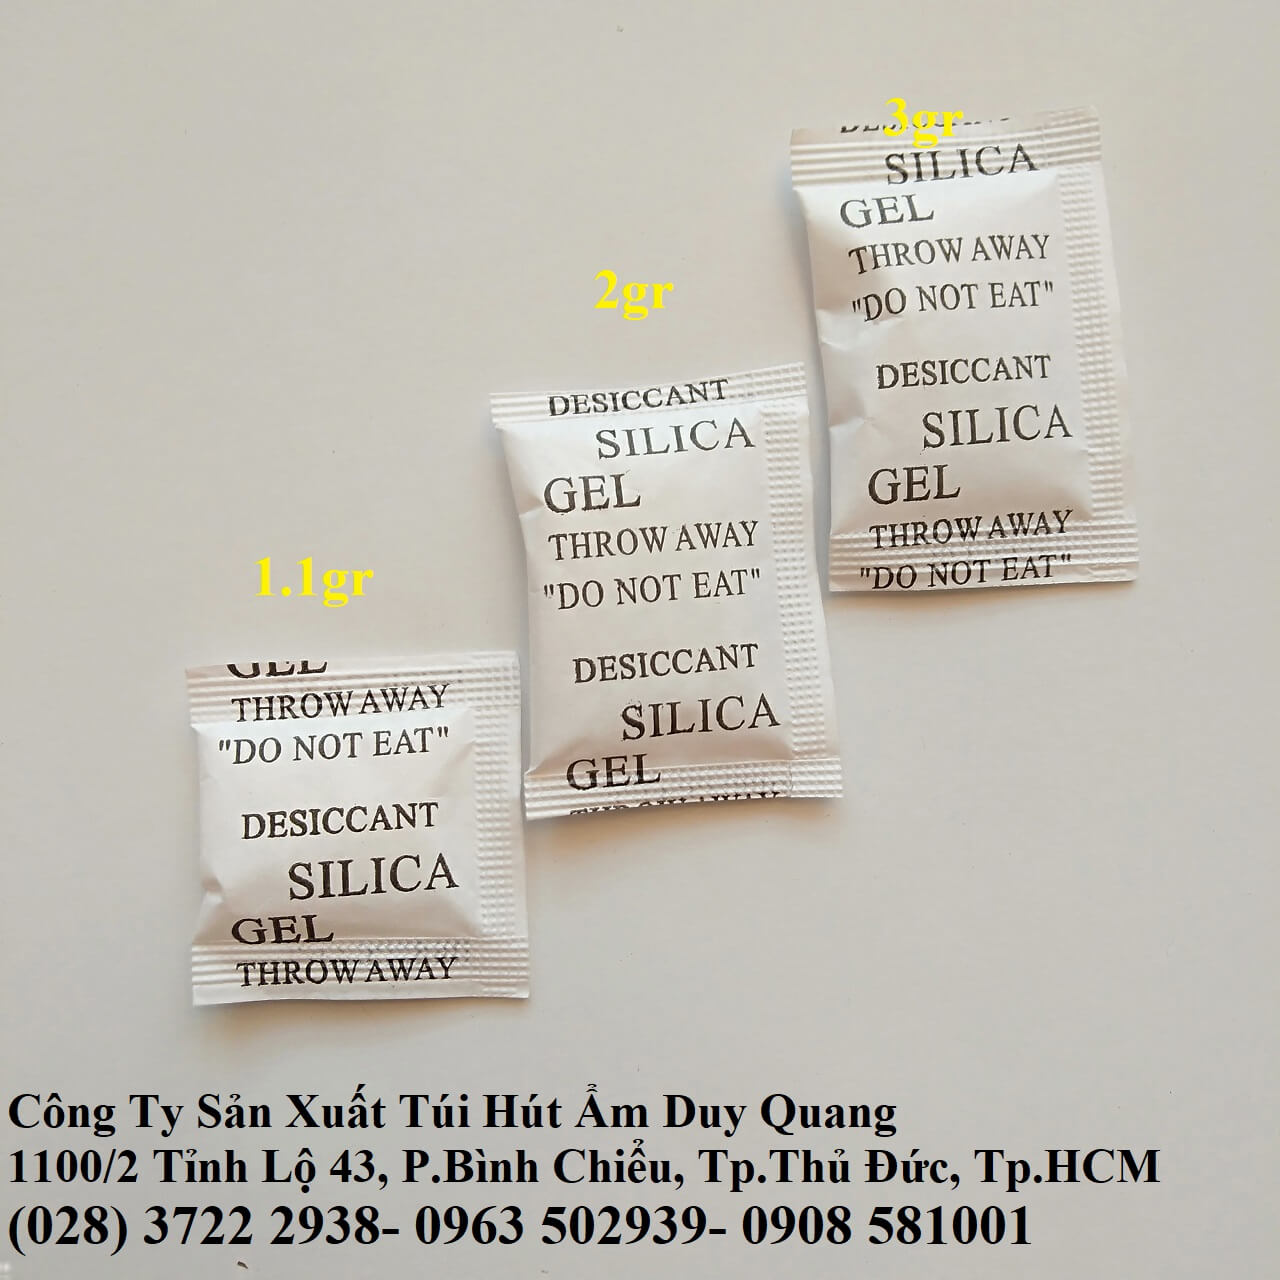 3gr
SILICA
GEL
THROW AWAY
"DO NOT EAT"
DESICCANT
SILICA
GEL
THROW AWAY
"DO NOT EAT"
2gr
DESICCANT
SILICA
GEL
THROW AWAY
"DO NOT EAT"
DESICCANT
SILICA
GEL
THROW AWAY
1.1gr
GEL
THROW AWAY
"DO NOT EAT"
DESICCANT
SILICA
GEL
THROW AWAY
Công Ty Sản Xuất Túi Hút Ẩm Duy Quang
1100/2 Tỉnh Lộ 43, P.Bình Chiểu, Tp.Thủ Đức, Tp.HCM
(028) 3722 2938- 0963 502939- 0908 581001